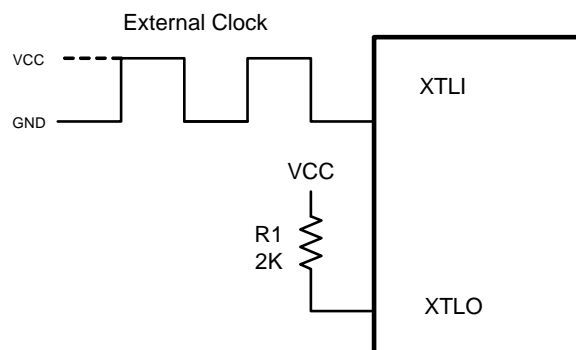 External Clock
VCC
GND
XTLI
VCC
R1
2K
XTLO